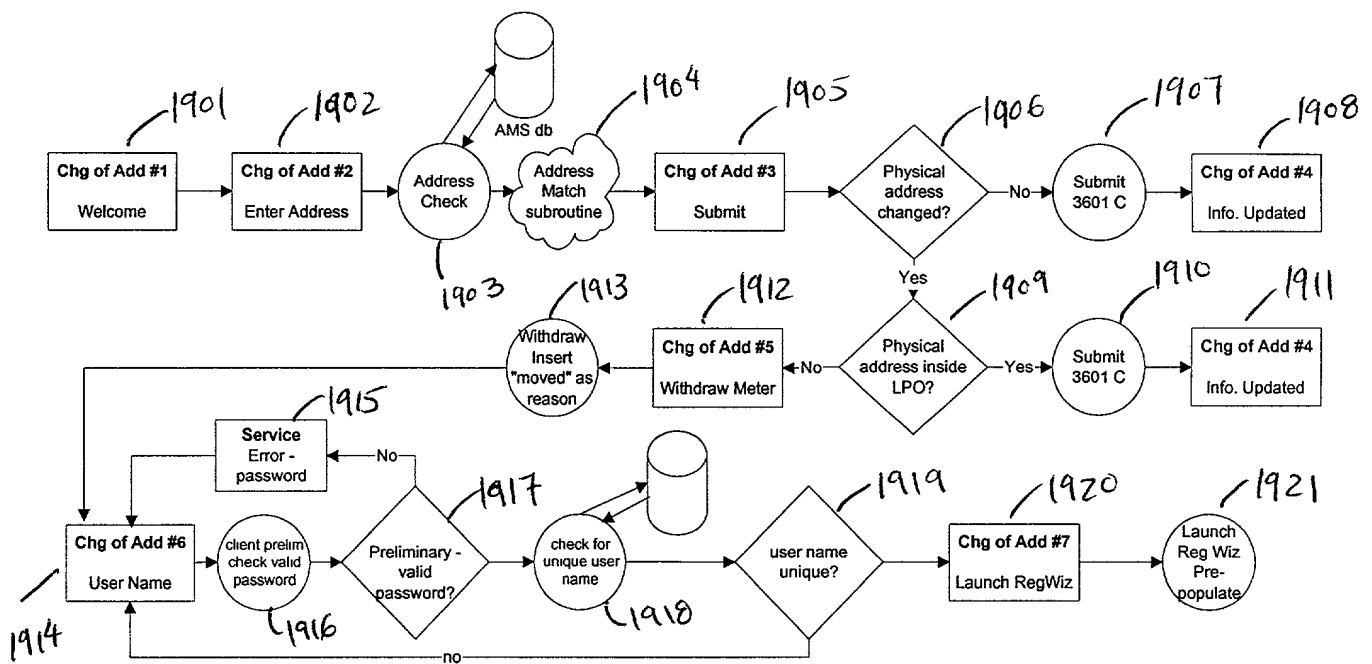 1901
1902
AMS db
1904
1905
1906
1907
1908
Chg of Add #1
Welcome
Chg of Add #2
Enter Address
Address
Check
Address
Match
subroutine
Chg of Add #3
Submit
Physical
address
changed?
No
Submit
3601 C
Chg of Add #4
Info. Updated
1903
Yes
1913
1912
1909
1910
1911
Withdraw
Insert
"moved" as
reason
Chg of Add #5
Withdraw Meter
No
Physical
address inside
LPO?
Yes
Submit
3601 C
Chg of Add #4
Info. Updated
1915
Service
Error -
password
No
1917
1919
1920
1921
Chg of Add #6
User Name
client prelim
check valid
password
Preliminary -
valid
password?
check for
unique user
name
user name
unique?
Chg of Add #7
Launch RegWiz
Launch
Reg Wiz
Pre-
populate
1914
1916
1918
no